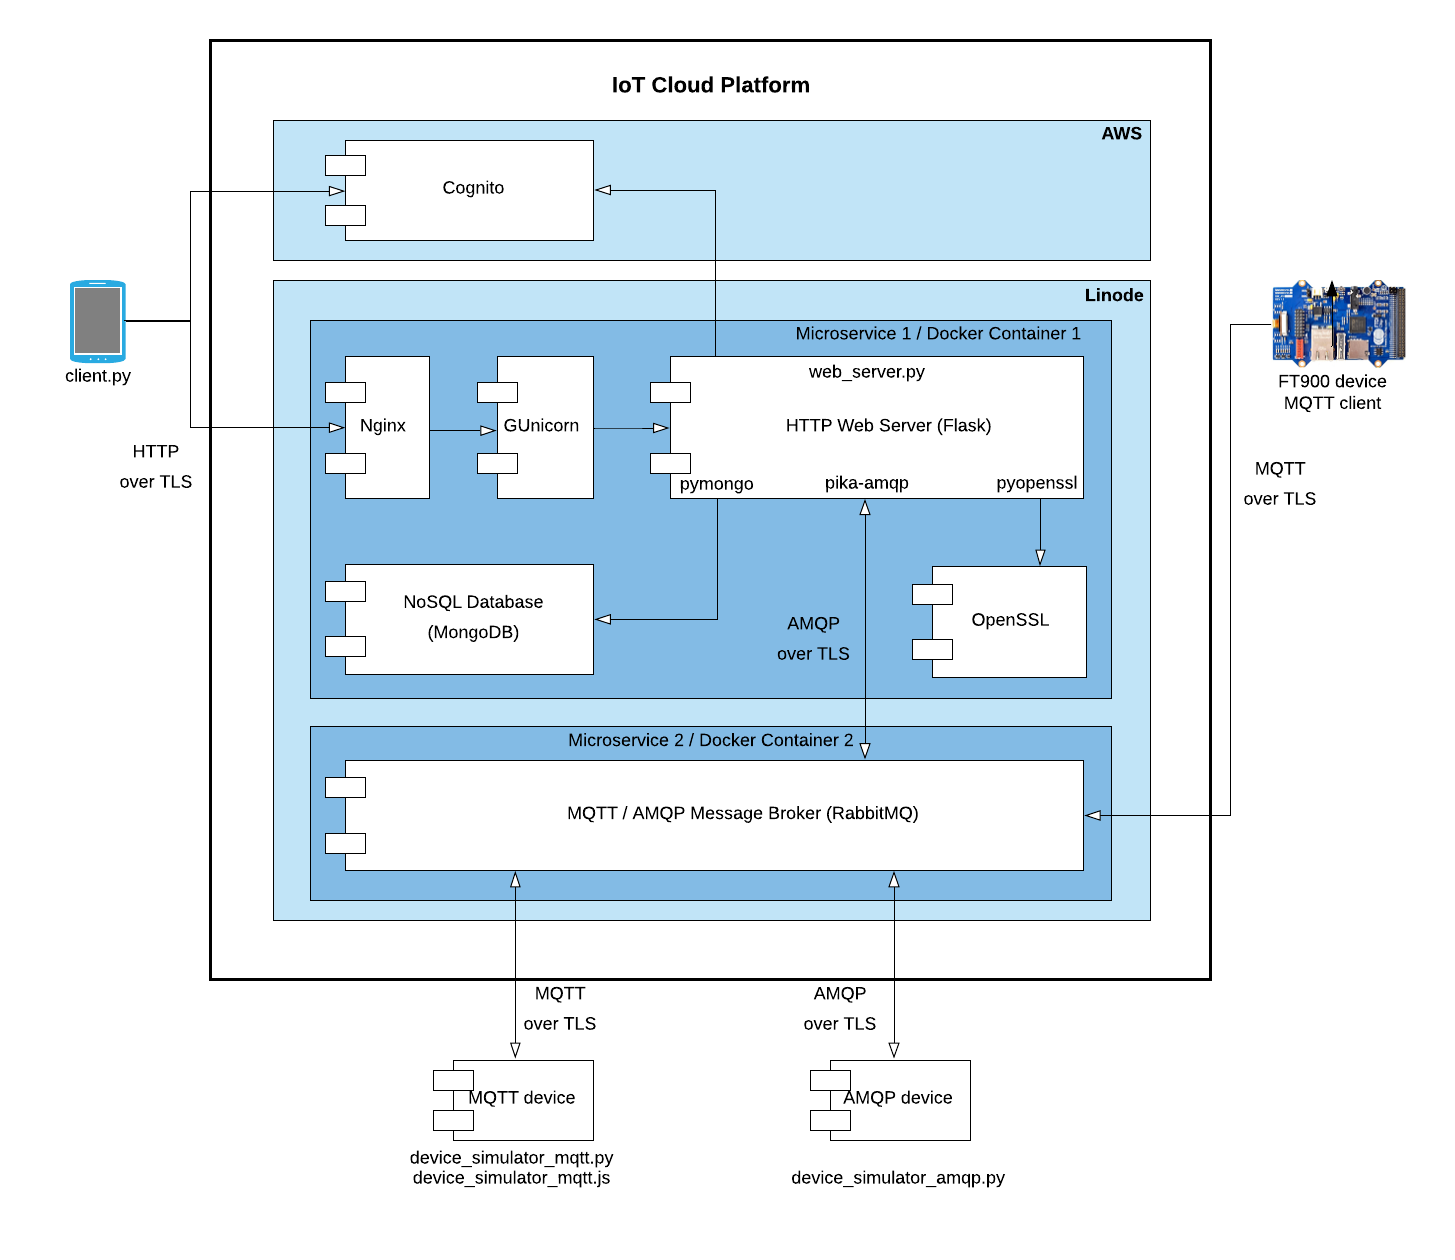 IoT Cloud Platform
AWS
Cognito
Linode
Microservice 1 / Docker Container 1
client.py
web_server.py
FT900 device
MQTT client
Nginx
GUnicorn
HTTP Web Server (Flask)
HTTP
over TLS
pymongo
pika-amqp
pyopenssl
MQTT
over TLS
NoSQL Database
(MongoDB)
AMQP
over TLS
OpenSSL
Microservice 2 / Docker Container 2
MQTT / AMQP Message Broker (RabbitMQ)
MQTT
over TLS
AMQP
over TLS
MQTT device
AMQP device
device_simulator_mqtt.py
device_simulator_mqtt.js
device_simulator_amqp.py